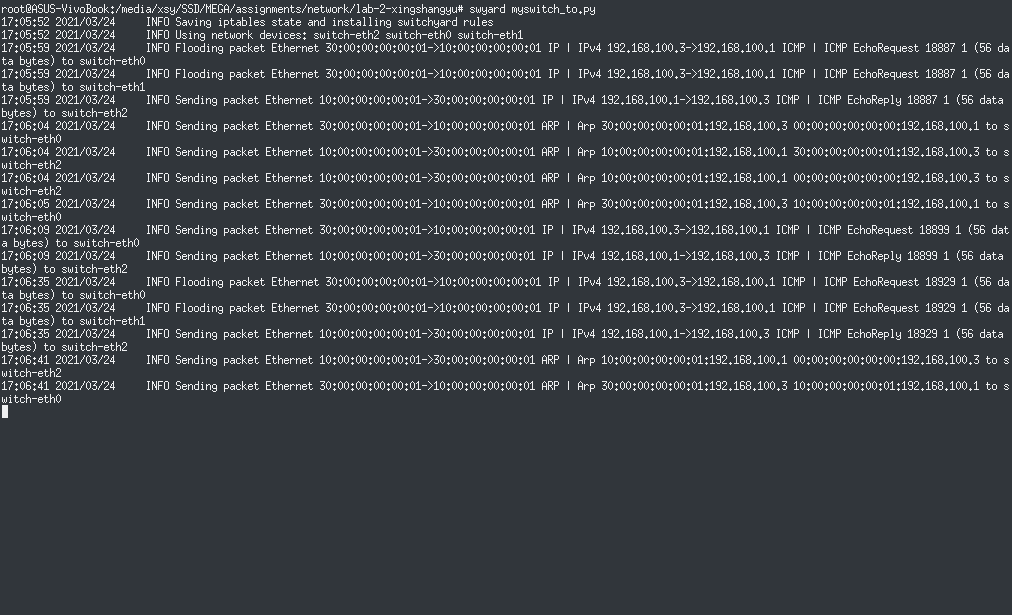 root@ASUS-VivoBook:/media/xsy/SSD/MEGA/assignments/network/lab-2-xingshangyu# swyard myswitch_to.py
17:05:52 2021/03/24     INFO Saving iptables state and installing switchyard rules
17:05:52 2021/03/24     INFO Using network devices: switch-eth2 switch-eth0 switch-eth1
17:05:59 2021/03/24     INFO Flooding packet Ethernet 30:00:00:00:00:01->10:00:00:00:00:01 IP | IPv4 192.168.100.3->192.168.100.1 ICMP | ICMP EchoRequest 18887 1 (56 da
ta bytes) to switch-eth0
17:05:59 2021/03/24     INFO Flooding packet Ethernet 30:00:00:00:00:01->10:00:00:00:00:01 IP | IPv4 192.168.100.3->192.168.100.1 ICMP | ICMP EchoRequest 18887 1 (56 da
ta bytes) to switch-eth1
17:05:59 2021/03/24     INFO Sending packet Ethernet 10:00:00:00:00:01->30:00:00:00:00:01 IP | IPv4 192.168.100.1->192.168.100.3 ICMP | ICMP EchoReply 18887 1 (56 data
bytes) to switch-eth2
17:06:04 2021/03/24     INFO Sending packet Ethernet 30:00:00:00:00:01->10:00:00:00:00:01 ARP | Arp 30:00:00:00:00:01:192.168.100.3 00:00:00:00:00:00:192.168.100.1 to s
witch-eth0
17:06:04 2021/03/24     INFO Sending packet Ethernet 10:00:00:00:00:01->30:00:00:00:00:01 ARP | Arp 10:00:00:00:00:01:192.168.100.1 30:00:00:00:00:01:192.168.100.3 to s
witch-eth2
17:06:04 2021/03/24     INFO Sending packet Ethernet 10:00:00:00:00:01->30:00:00:00:00:01 ARP | Arp 10:00:00:00:00:01:192.168.100.1 00:00:00:00:00:00:192.168.100.3 to s
witch-eth2
17:06:05 2021/03/24     INFO Sending packet Ethernet 30:00:00:00:00:01->10:00:00:00:00:01 ARP | Arp 30:00:00:00:00:01:192.168.100.3 10:00:00:00:00:01:192.168.100.1 to s
witch-eth0
17:06:09 2021/03/24     INFO Sending packet Ethernet 30:00:00:00:00:01->10:00:00:00:00:01 IP | IPv4 192.168.100.3->192.168.100.1 ICMP | ICMP EchoRequest 18899 1 (56 dat
a bytes) to switch-eth0
17:06:09 2021/03/24     INFO Sending packet Ethernet 10:00:00:00:00:01->30:00:00:00:00:01 IP | IPv4 192.168.100.1->192.168.100.3 ICMP | ICMP EchoReply 18899 1 (56 data
bytes) to switch-eth2
17:06:35 2021/03/24     INFO Flooding packet Ethernet 30:00:00:00:00:01->10:00:00:00:00:01 IP | IPv4 192.168.100.3->192.168.100.1 ICMP | ICMP EchoRequest 18929 1 (56 da
ta bytes) to switch-eth0
17:06:35 2021/03/24     INFO Flooding packet Ethernet 30:00:00:00:00:01->10:00:00:00:00:01 IP | IPv4 192.168.100.3->192.168.100.1 ICMP | ICMP EchoRequest 18929 1 (56 da
ta bytes) to switch-eth1
17:06:35 2021/03/24     INFO Sending packet Ethernet 10:00:00:00:00:01->30:00:00:00:00:01 IP | IPv4 192.168.100.1->192.168.100.3 ICMP | ICMP EchoReply 18929 1 (56 data
bytes) to switch-eth2
17:06:41 2021/03/24     INFO Sending packet Ethernet 10:00:00:00:00:01->30:00:00:00:00:01 ARP | Arp 10:00:00:00:00:01:192.168.100.1 00:00:00:00:00:00:192.168.100.3 to s
witch-eth2
17:06:41 2021/03/24     INFO Sending packet Ethernet 30:00:00:00:00:01->10:00:00:00:00:01 ARP | Arp 30:00:00:00:00:01:192.168.100.3 10:00:00:00:00:01:192.168.100.1 to s
witch-eth0